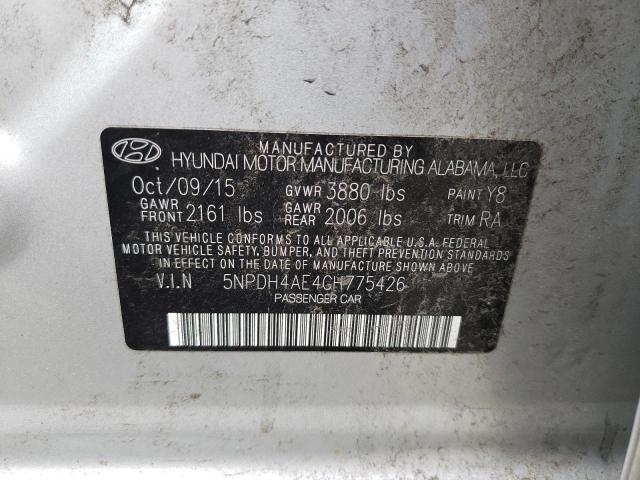 MANUFACTURED BY
HYUNDAI MOTOR MANUFACTURING ALABAMA, LLC
Oct/09/15 GVWR 3880 lbs PAINT Y8
GAWR FRONT 2161 lbs GAWR REAR 2006 lbs TRIM RA
THIS VEHICLE CONFORMS TO ALL APPLICABLE U.S.A. FEDERAL
MOTOR VEHICLE SAFETY, BUMPER, AND THEFT PREVENTION STANDARDS
IN EFFECT ON THE DATE OF MANUFACTURE SHOWN ABOVE.
V.I.N 5NPDH4AE4GH775426
PASSENGER CAR